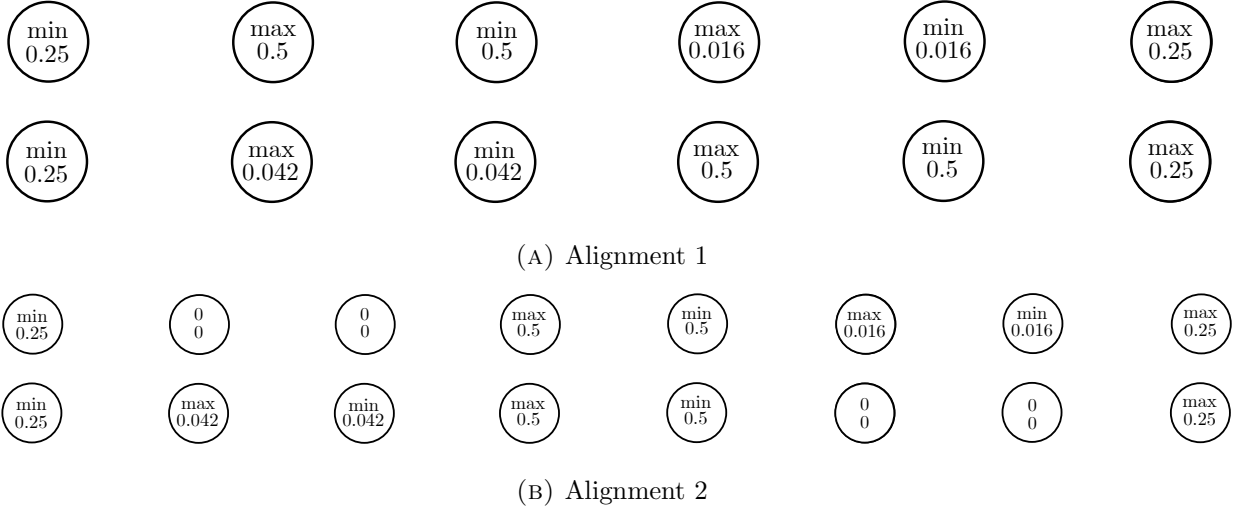 min max min max min max
0.25 0.5 0.5 0.016 0.016 0.25
min max min max min max
0.25 0.042 0.042 0.5 0.5 0.25
(A) Alignment 1
min 0 0 max min max min max
0.25 0 0 0.5 0.5 0.016 0.016 0.25
min max min max min 0 0 max
0.25 0.042 0.042 0.5 0.5 0 0 0.25
(B) Alignment 2